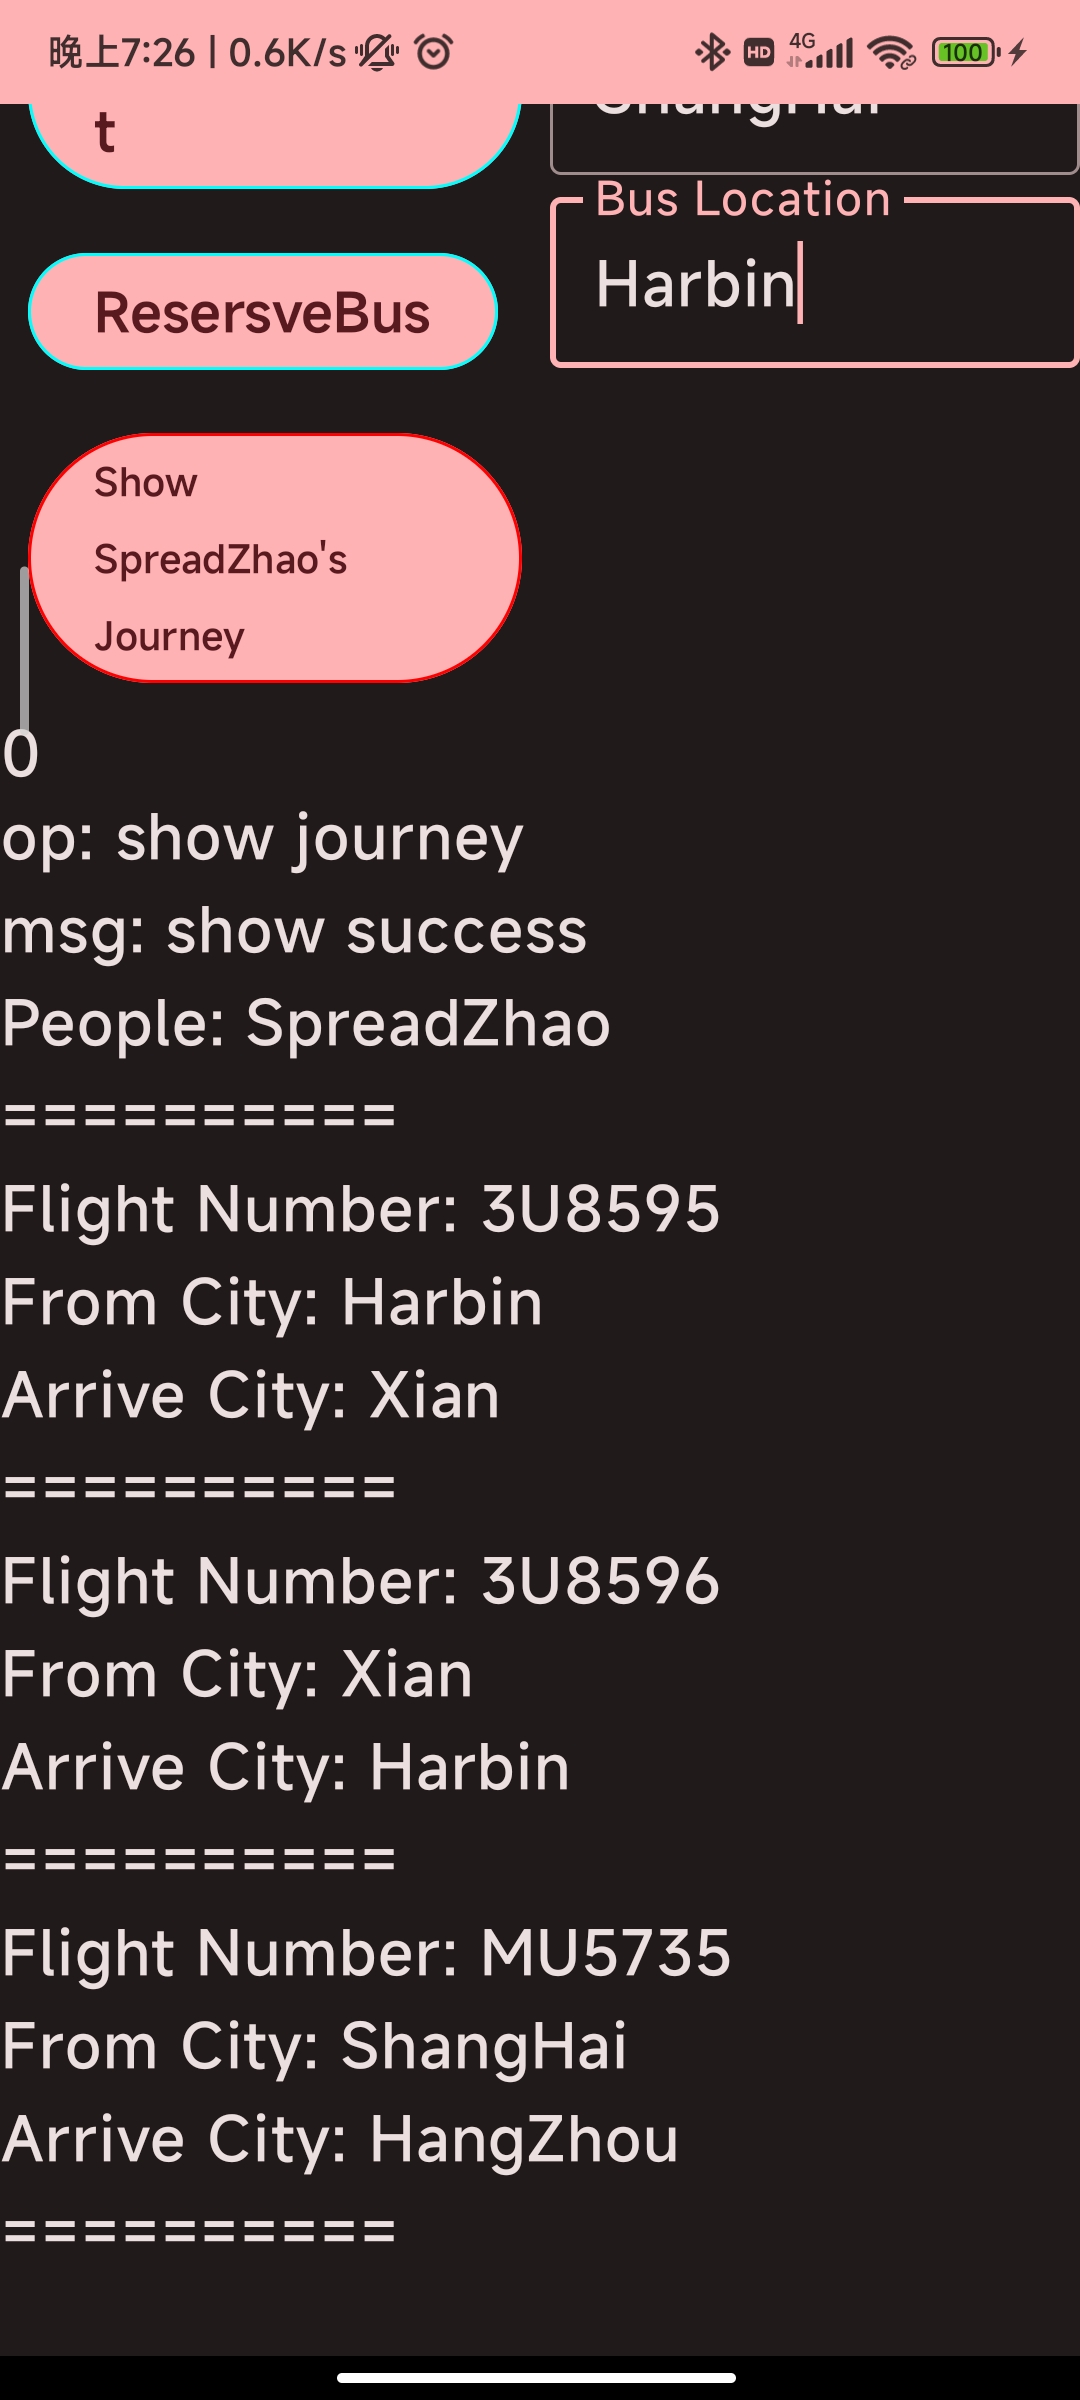 晚上7:26 | 0.6K/s HD 4G 100
t
ShangHai
Bus Location
ResersveBus
Harbin
Show
SpreadZhao's
Journey
0
op: show journey
msg: show success
People: SpreadZhao
==========
Flight Number: 3U8595
From City: Harbin
Arrive City: Xian
==========
Flight Number: 3U8596
From City: Xian
Arrive City: Harbin
==========
Flight Number: MU5735
From City: ShangHai
Arrive City: HangZhou
==========